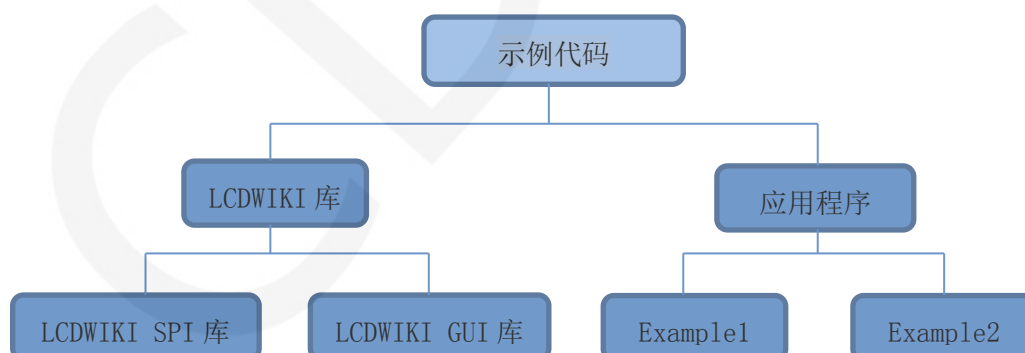 示例代码
LCDWIKI 库
应用程序
LCDWIKI SPI 库
LCDWIKI GUI 库
Example1
Example2